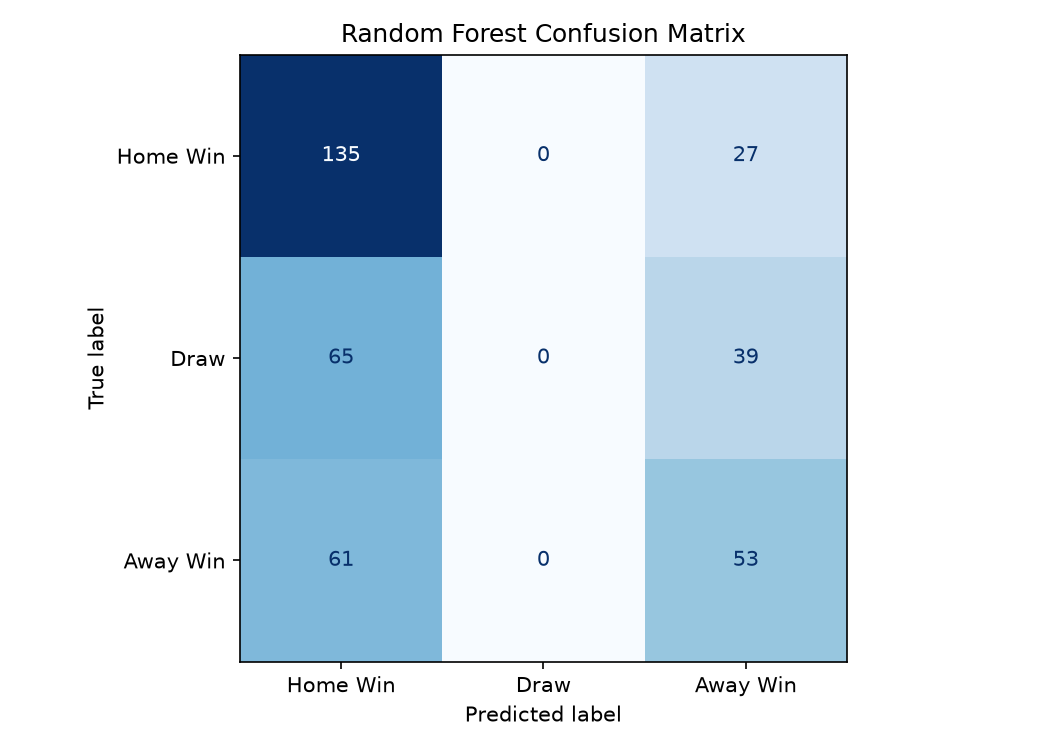 Random Forest Confusion Matrix
True label
Home Win 135 0 27
Draw 65 0 39
Away Win 61 0 53
Home Win Draw Away Win
Predicted label